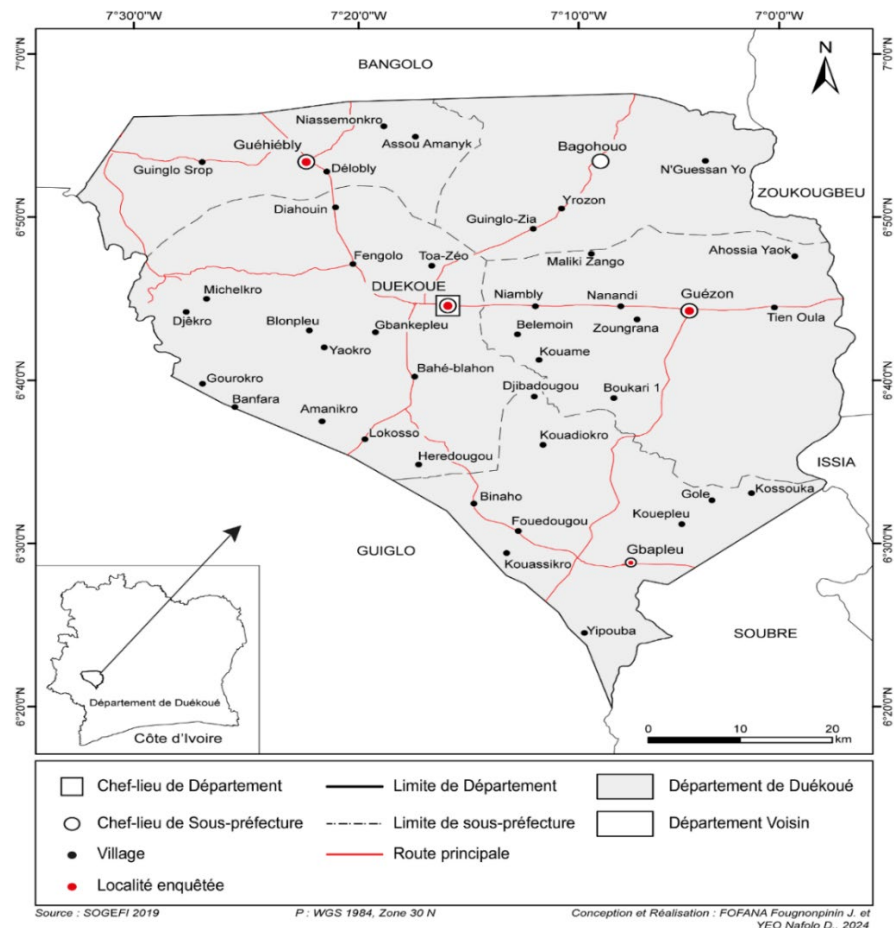 7°30'0"W
7°20'0"W
7°10'0"W
7°0'0"W
7°0'0"N
7°0'0"N
BANGOLO
N
Niassemonkro
Guéhiébly
Assou Amanyk
Bagohouo
Guinglo Srop
Délobly
N'Guessan Yo
ZOUKOUGBEU
6°50'0"N
6°50'0"N
Diahouin
Yrozon
Guinglo-Zia
Fengolo
Toa-Zéo
Maliki Zango
Ahossia Yaok
DUEKOUE
Michelkro
Niambly
Nanandi
Guézon
Djêkro
Blonpleu
Gbankepleu
Belemoin
Zoungrana
Tien Oula
Yaokro
Kouame
6°40'0"N
6°40'0"N
Gourokro
Bahé-blahon
Djibadougou
Boukari 1
Banfara
Amanikro
Lokosso
Kouadiokro
Heredougou
ISSIA
Binaho
Gole
Kossouka
Kouepleu
Fouedougou
6°30'0"N
6°30'0"N
GUIGLO
Kouassikro
Gbapleu
Yipouba
SOUBRE
Département de Duékoué
Côte d'Ivoire
6°20'0"N
6°20'0"N
0 10 20
km
Chef-lieu de Département
Limite de Département
Département de Duékoué
Chef-lieu de Sous-préfecture
Limite de sous-préfecture
Département Voisin
Village
Route principale
Localité enquêtée
Source : SOGEFI 2019
P : WGS 1984, Zone 30 N
Conception et Réalisation : FOFANA Fougnonpinin J. et
YEO Nafolo D., 2024